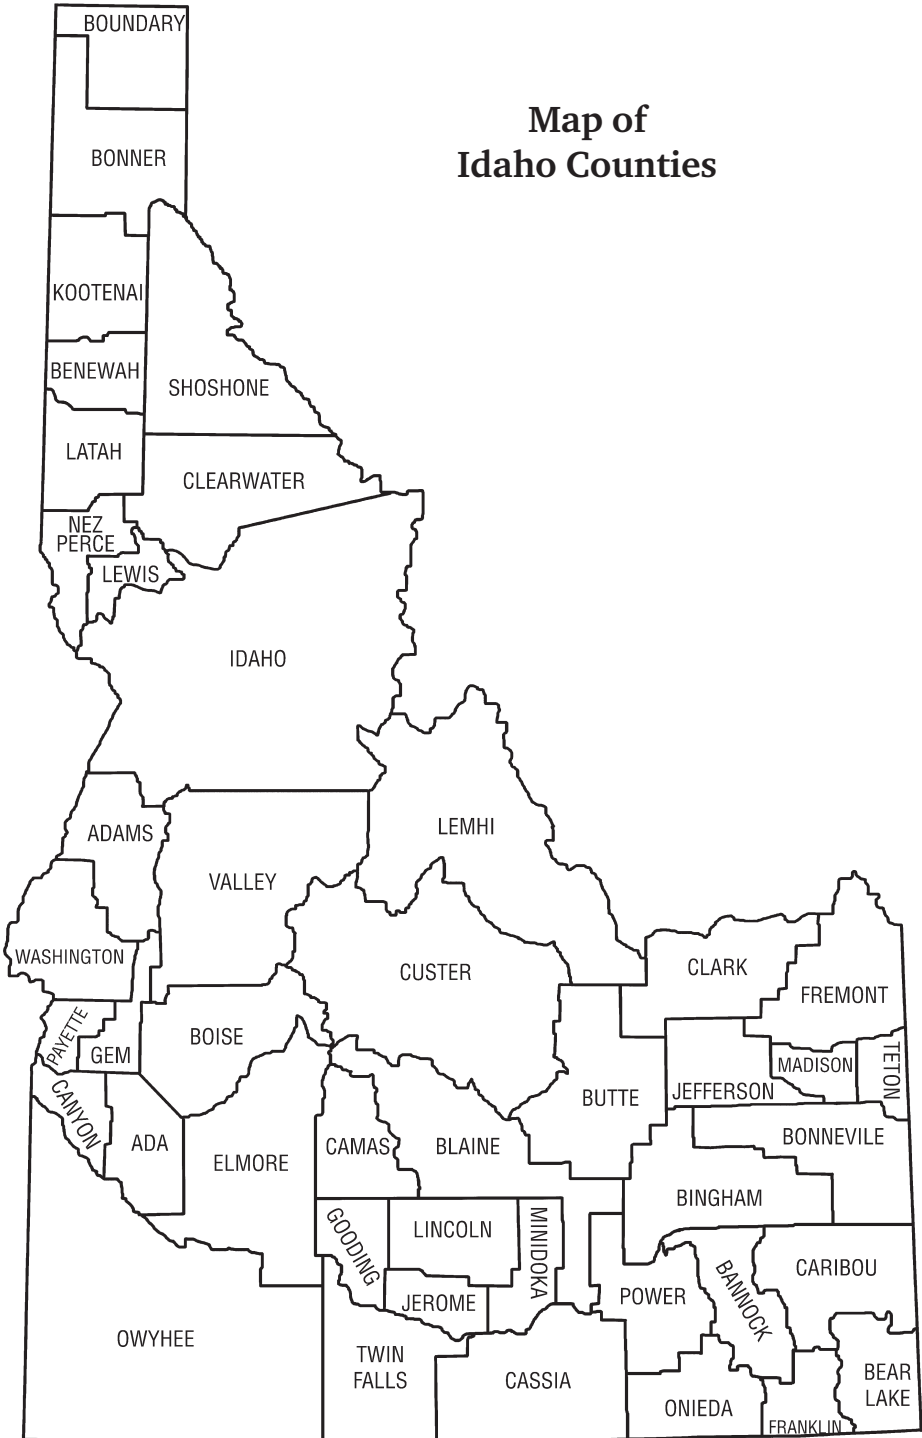 BOUNDARY
Map of
Idaho Counties
BONNER
KOOTENAI
BENEWAH
SHOSHONE
LATAH
CLEARWATER
NEZ
PERCE
LEWIS
IDAHO
LEMHI
ADAMS
VALLEY
WASHINGTON
CUSTER
CLARK
FREMONT
PAYETTE
GEM
BOISE
MADISON
TETON
JEFFERSON
BUTTE
CANYON
ADA
ELMORE
CAMAS
BLAINE
BONNEVILE
BINGHAM
GOODING
LINCOLN
MINIDOKA
JEROME
POWER
BANNOCK
CARIBOU
OWYHEE
TWIN
FALLS
CASSIA
ONIEDA
FRANKLIN
BEAR
LAKE